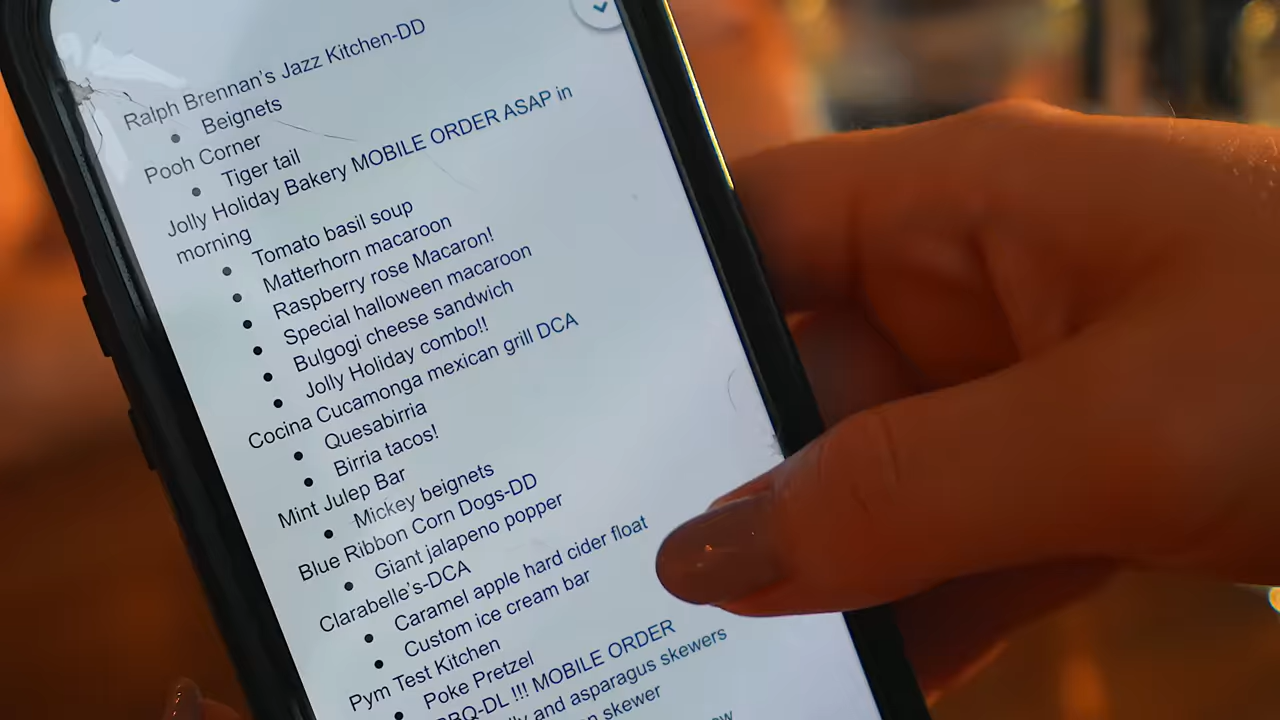 Ralph Brennan's Jazz Kitchen-DD
Beignets
Pooh Corner
Tiger tail
Jolly Holiday Bakery MOBILE ORDER ASAP in
morning
Tomato basil soup
Matterhorn macaroon
Raspberry rose Macaron!
Special halloween macaroon
Bulgogi cheese sandwich
Jolly Holiday combo!!
Cocina Cucamonga mexican grill DCA
Quesabirria
Birria tacos!
Mint Julep Bar
Mickey beignets
Blue Ribbon Corn Dogs-DD
Giant jalapeno popper
Clarabelle's-DCA
Caramel apple hard cider float
Custom ice cream bar
Pym Test Kitchen
Poke Pretzel
BBQ-DL !!! MOBILE ORDER
and asparagus skewers
skewer